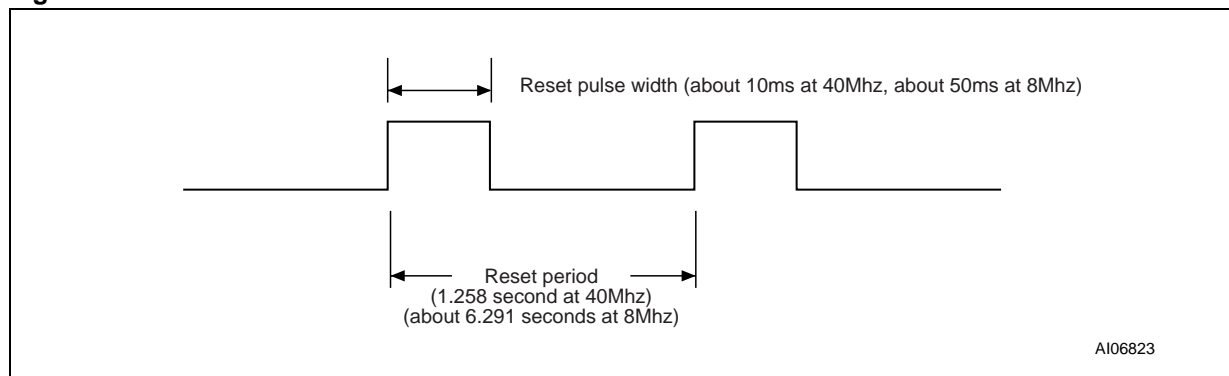 Reset pulse width (about 10ms at 40Mhz, about 50ms at 8Mhz)
Reset period
(1.258 second at 40Mhz)
(about 6.291 seconds at 8Mhz)
AI06823